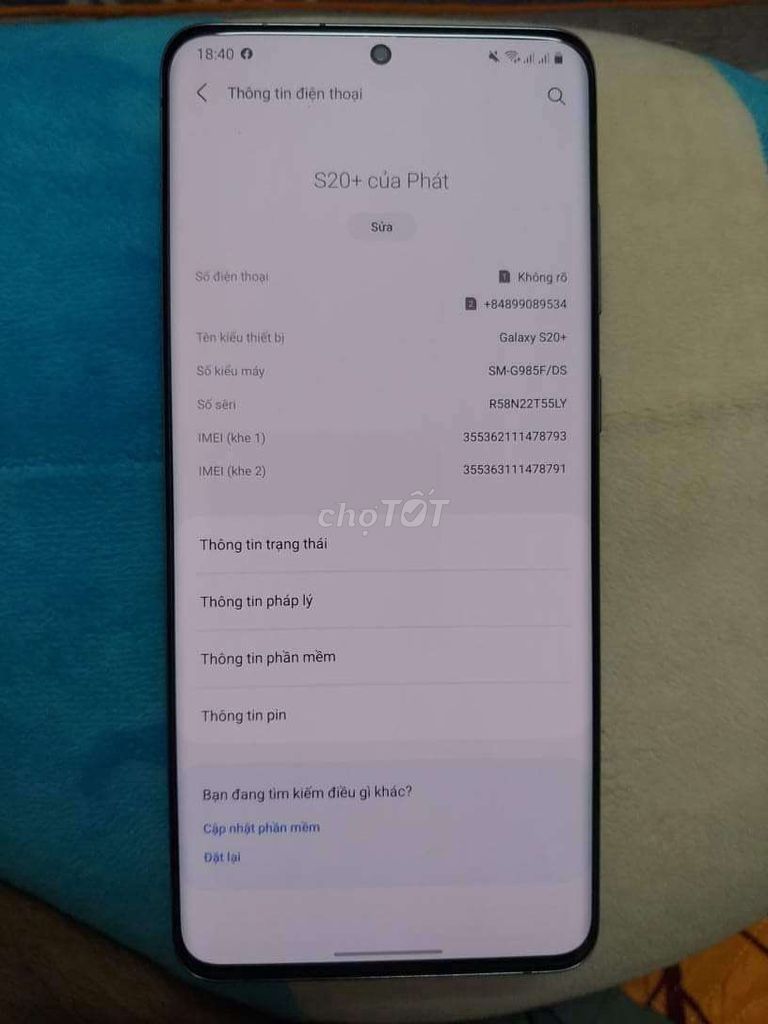 18:40
Thông tin điện thoại
S20+ của Phát
Sửa
Số điện thoại
1 Không rõ
2 +84899089534
Tên kiểu thiết bị Galaxy S20+
Số kiểu máy SM-G985F/DS
Số sêri R58N22T55LY
IMEI (khe 1) 355362111478793
IMEI (khe 2) 355363111478791
chợTỐT
Thông tin trạng thái
Thông tin pháp lý
Thông tin phần mềm
Thông tin pin
Bạn đang tìm kiếm điều gì khác?
Cập nhật phần mềm
Đặt lại